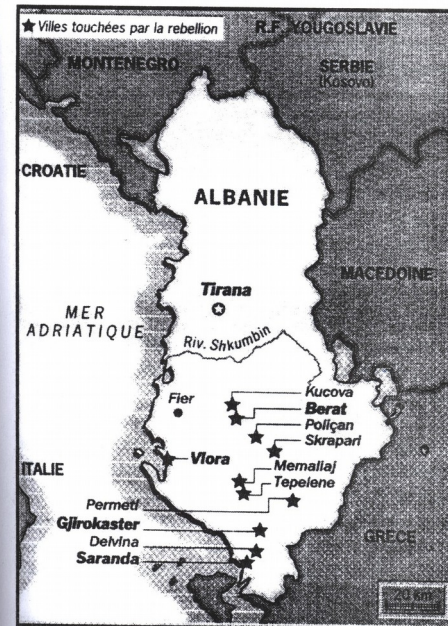 ★ Villes touchées par la rebellion
R.F. YOUGOSLAVIE
MONTENEGRO
SERBIE
(Kosovo)
CROATIE
ALBANIE
MACEDOINE
Tirana
MER
ADRIATIQUE
Riv. Shkumbin
Kucova
Fier
Berat
Poliçan
Skrapari
Vlora
ITALIE
Memaliaj
Tepelene
Permeti
Gjirokaster
GRÈCE
Delvina
Saranda
20 km